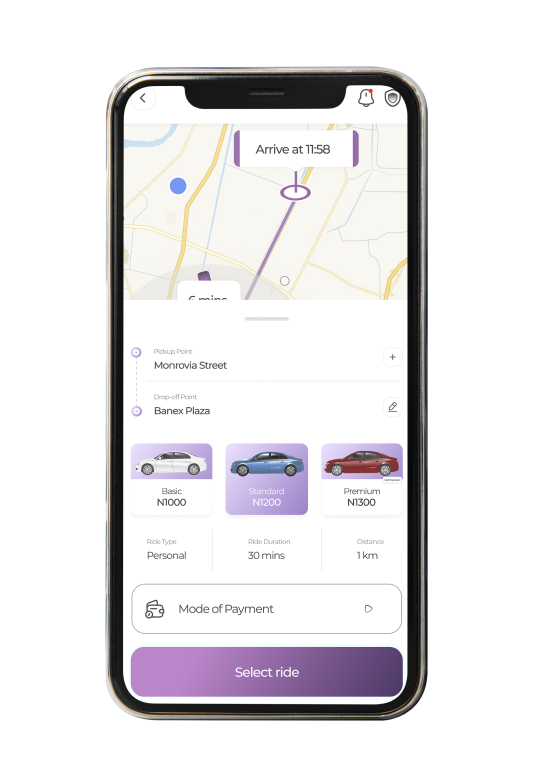 Arrive at 11:58
6 mins
Pickup Point
Monrovia Street
Drop-off Point
Banex Plaza
Basic
N1000
Standard
N1200
Premium
N1300
Ride Type
Personal
Ride Duration
30 mins
Distance
1 km
Mode of Payment
Select ride